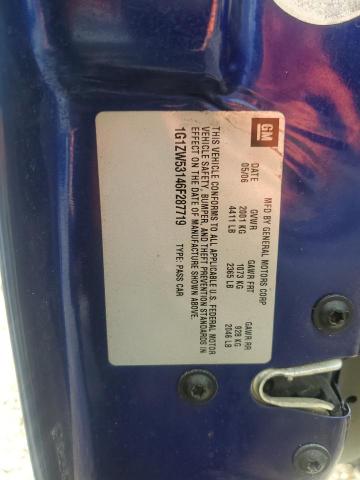 GM
MFD BY GENERAL MOTORS CORP
DATE GVWR GAWR FRT GAWR RR
05/06 2001 KG 1073 KG 928 KG
4411 LB 2365 LB 2046 LB
THIS VEHICLE CONFORMS TO ALL APPLICABLE U.S. FEDERAL MOTOR
VEHICLE SAFETY, BUMPER, AND THEFT PREVENTION STANDARDS IN
EFFECT ON THE DATE OF MANUFACTURE SHOWN ABOVE.
1G1ZW53146F287719 TYPE: PASS CAR